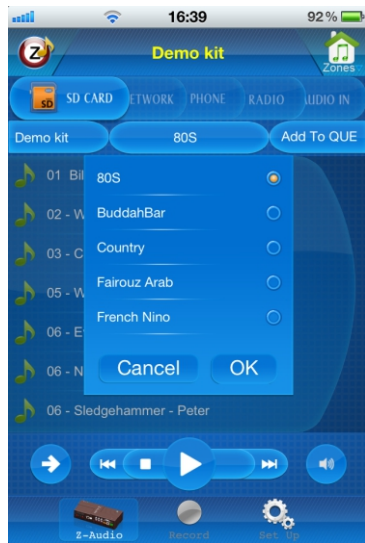 16:39 92%
Z Demo kit Zones
SD SD CARD ETWORK PHONE RADIO UDIO IN
Demo kit 80S Add To QUE
01 Bil
80S
02 - W
BuddahBar
03 - C
Country
05 - W
Fairouz Arab
06 - E
French Nino
06 - N
Cancel OK
06 - Sledgehammer - Peter
Z-Audio Record Set Up